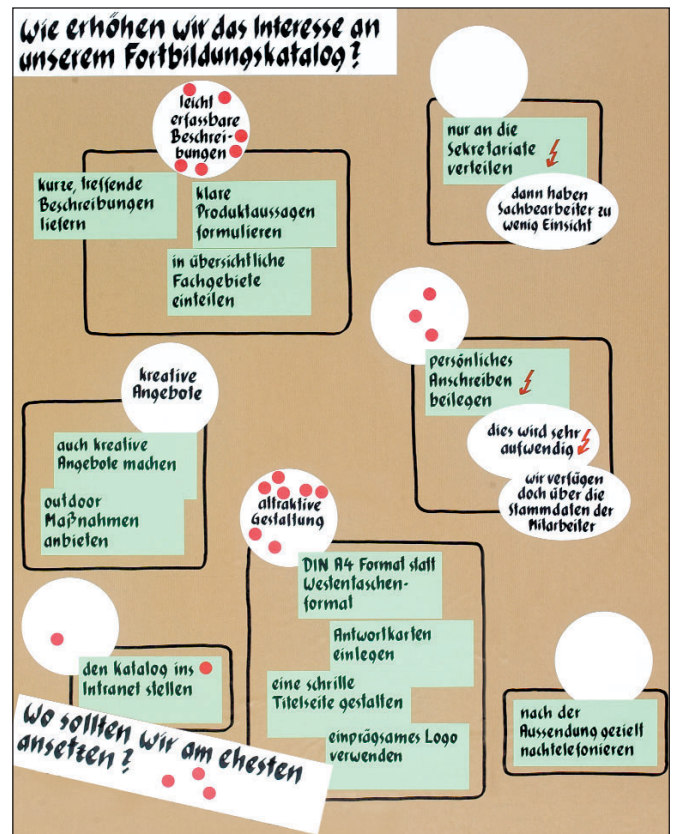 Wie erhöhen wir das Interesse an
unserem Fortbildungskatalog?
leicht
erfassbare
Beschrei-
bungen
kurze, treffende
Beschreibungen
liefern
klare
Produktaussagen
formulieren
in übersichtliche
Fachgebiete
einteilen
nur an die
Sekretariate
verteilen
dann haben
Sachbearbeiter zu
wenig Einsicht
persönliches
Anschreiben
beilegen
dies wird sehr
aufwendig
wir verfügen
doch über die
Stammdaten der
Mitarbeiter
kreative
Angebote
auch kreative
Angebote machen
outdoor
Maßnahmen
anbieten
attraktive
Gestaltung
DIN A4 Format statt
Westentaschen-
format
Antwortkarten
einlegen
eine schrille
Titelseite gestalten
einprägsames Logo
verwenden
den Katalog ins
Intranet stellen
nach der
Aussendung gezielt
nachtelefonieren
Wo sollten wir am ehesten
ansetzen?